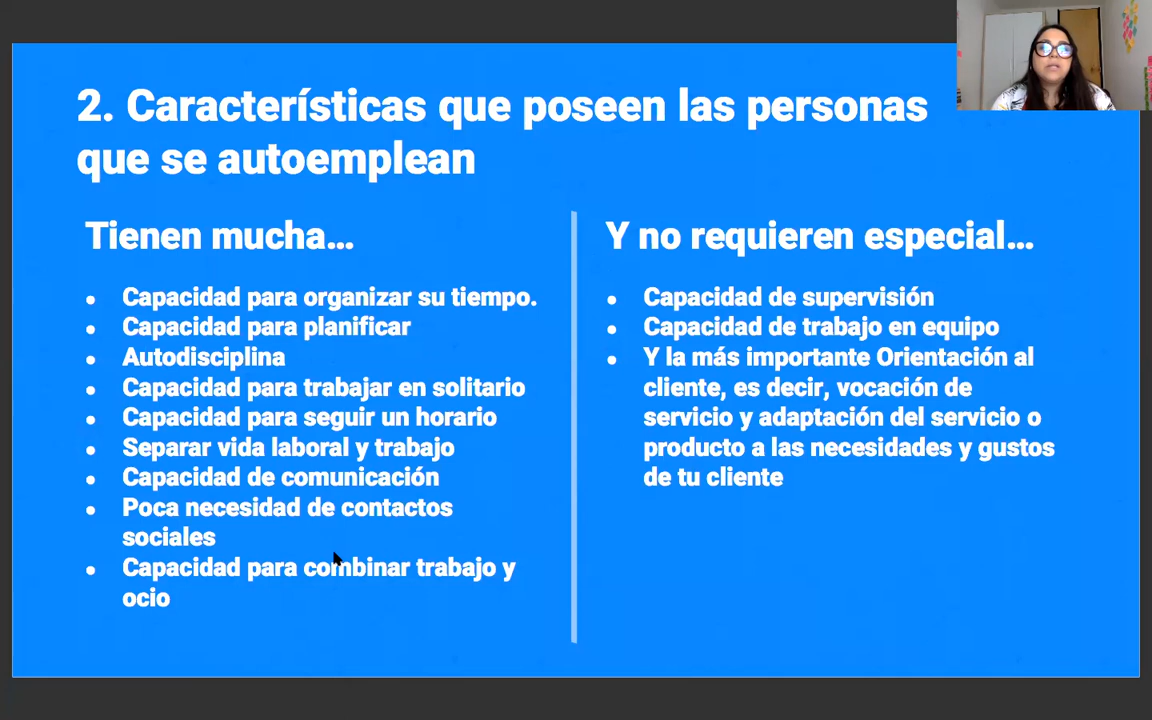 2. Características que poseen las personas
que se autoemplean
Tienen mucha...
● Capacidad para organizar su tiempo.
● Capacidad para planificar
● Autodisciplina
● Capacidad para trabajar en solitario
● Capacidad para seguir un horario
● Separar vida laboral y trabajo
● Capacidad de comunicación
● Poca necesidad de contactos
sociales
● Capacidad para combinar trabajo y
ocio
Y no requieren especial...
● Capacidad de supervisión
● Capacidad de trabajo en equipo
● Y la más importante Orientación al
cliente, es decir, vocación de
servicio y adaptación del servicio o
producto a las necesidades y gustos
de tu cliente